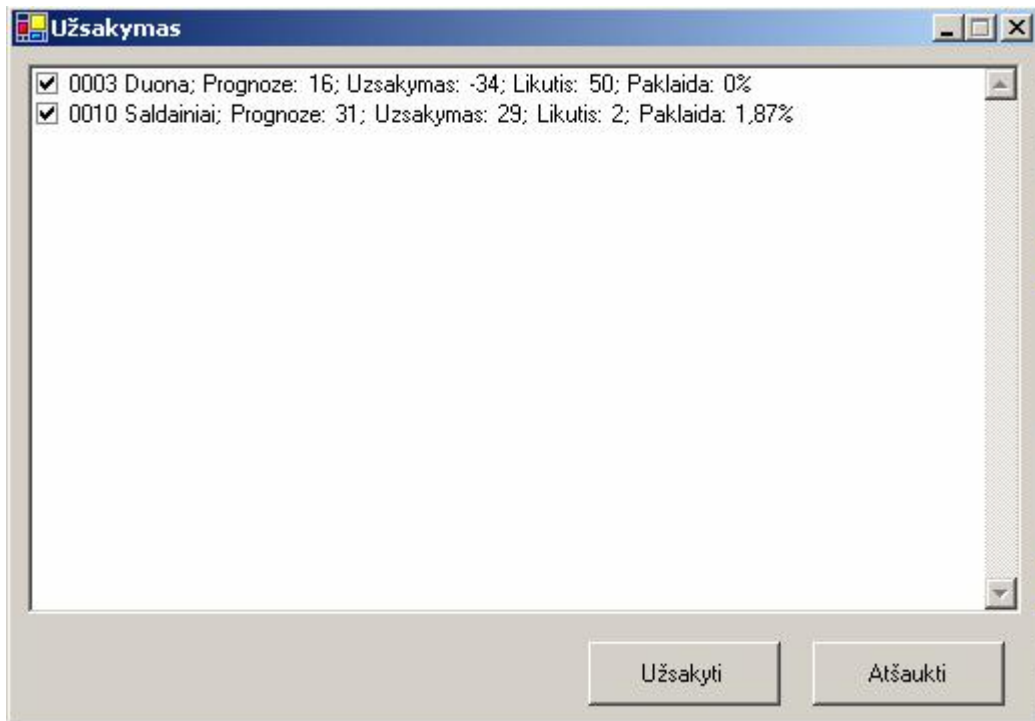 Užsakymas
0003 Duona; Prognoze: 16; Uzsakymas: -34; Likutis: 50; Paklaida: 0%
0010 Saldainiai; Prognoze: 31; Uzsakymas: 29; Likutis: 2; Paklaida: 1,87%
Užsakyti
Atšaukti